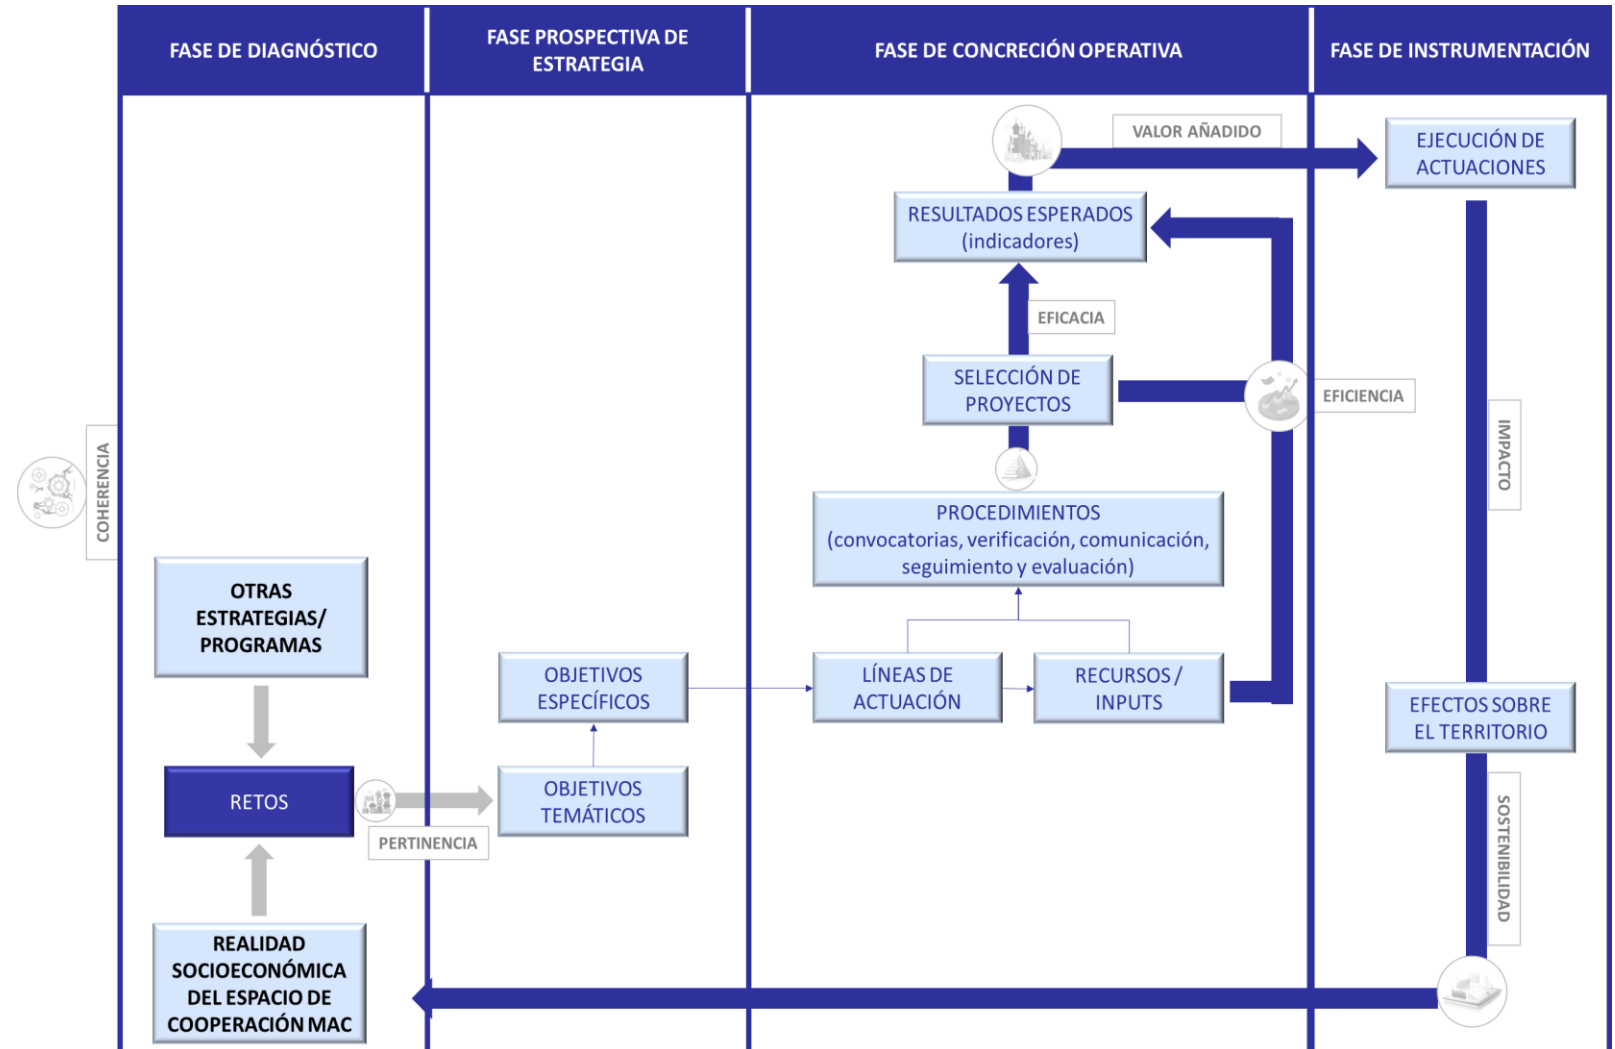 FASE DE DIAGNÓSTICO
FASE PROSPECTIVA DE
ESTRATEGIA
FASE DE CONCRECIÓN OPERATIVA
FASE DE INSTRUMENTACIÓN
COHERENCIA
OTRAS
ESTRATEGIAS/
PROGRAMAS
RETOS
REALIDAD
SOCIOECONÓMICA
DEL ESPACIO DE
COOPERACIÓN MAC
PERTINENCIA
OBJETIVOS
ESPECÍFICOS
OBJETIVOS
TEMÁTICOS
VALOR AÑADIDO
RESULTADOS ESPERADOS
(indicadores)
EFICACIA
SELECCIÓN DE
PROYECTOS
EFICIENCIA
PROCEDIMIENTOS
(convocatorias, verificación, comunicación,
seguimiento y evaluación)
LÍNEAS DE
ACTUACIÓN
RECURSOS /
INPUTS
EJECUCIÓN DE
ACTUACIONES
IMPACTO
EFECTOS SOBRE
EL TERRITORIO
SOSTENIBILIDAD